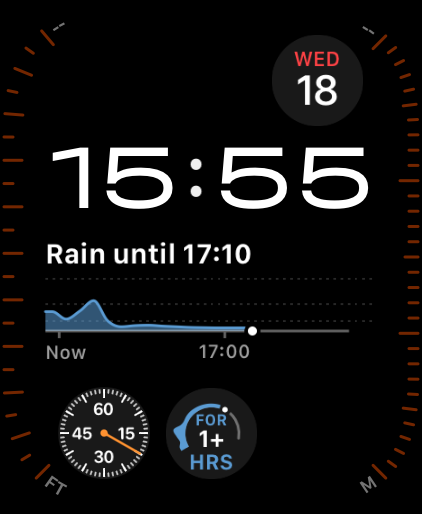 --
--
WED
18
15:55
Rain until 17:10
Now
17:00
60
45
15
30
FOR
1+
HRS
FT
M